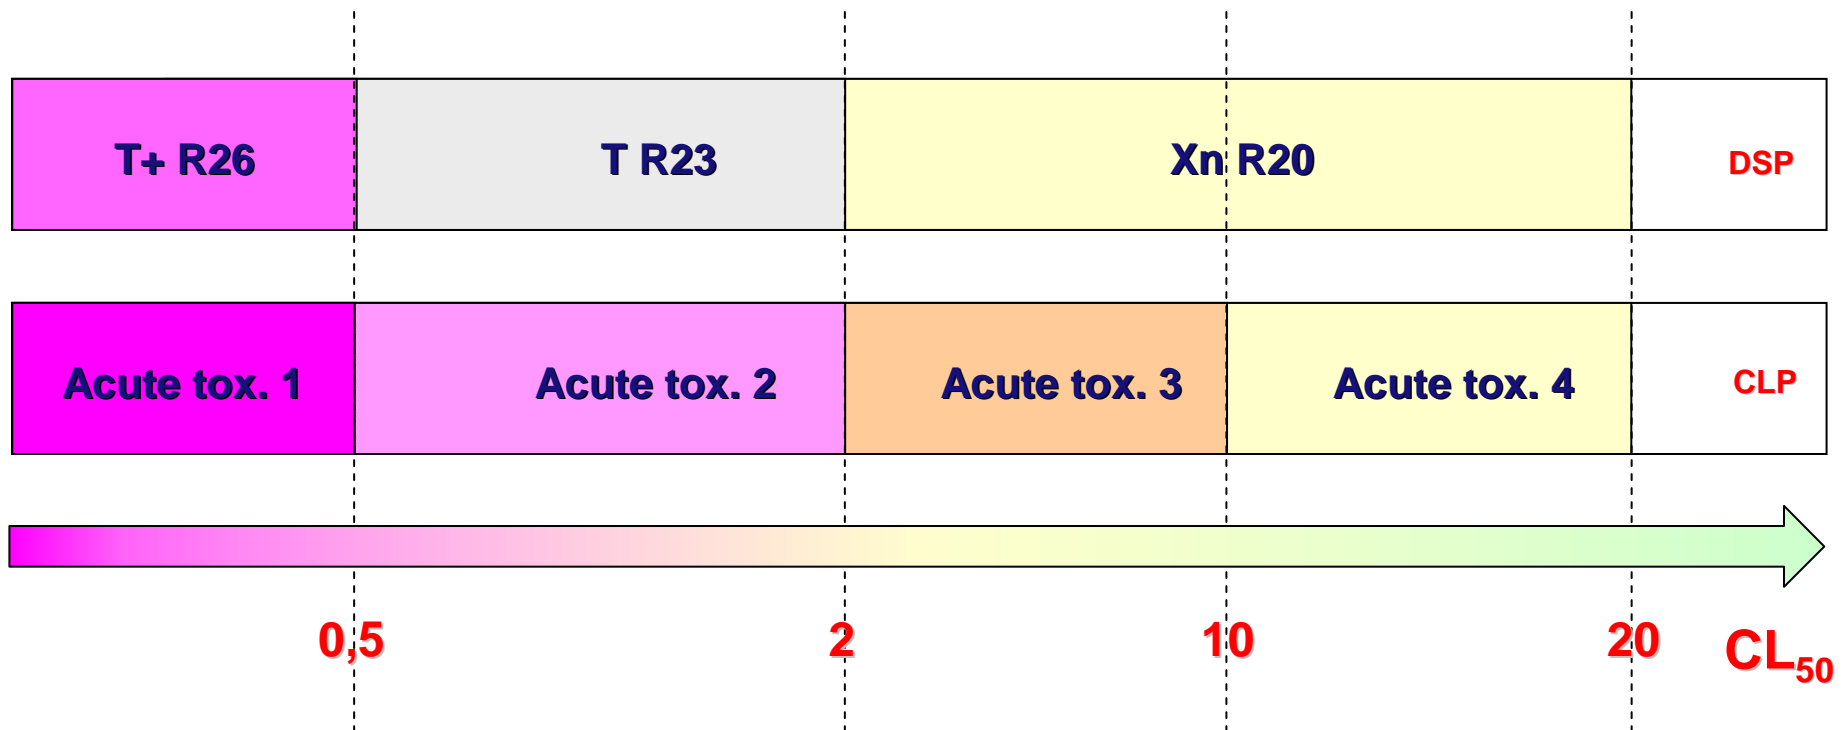 T+ R26 T R23 Xn R20 DSP
Acute tox. 1 Acute tox. 2 Acute tox. 3 Acute tox. 4 CLP
0,5 2 10 20 CL50